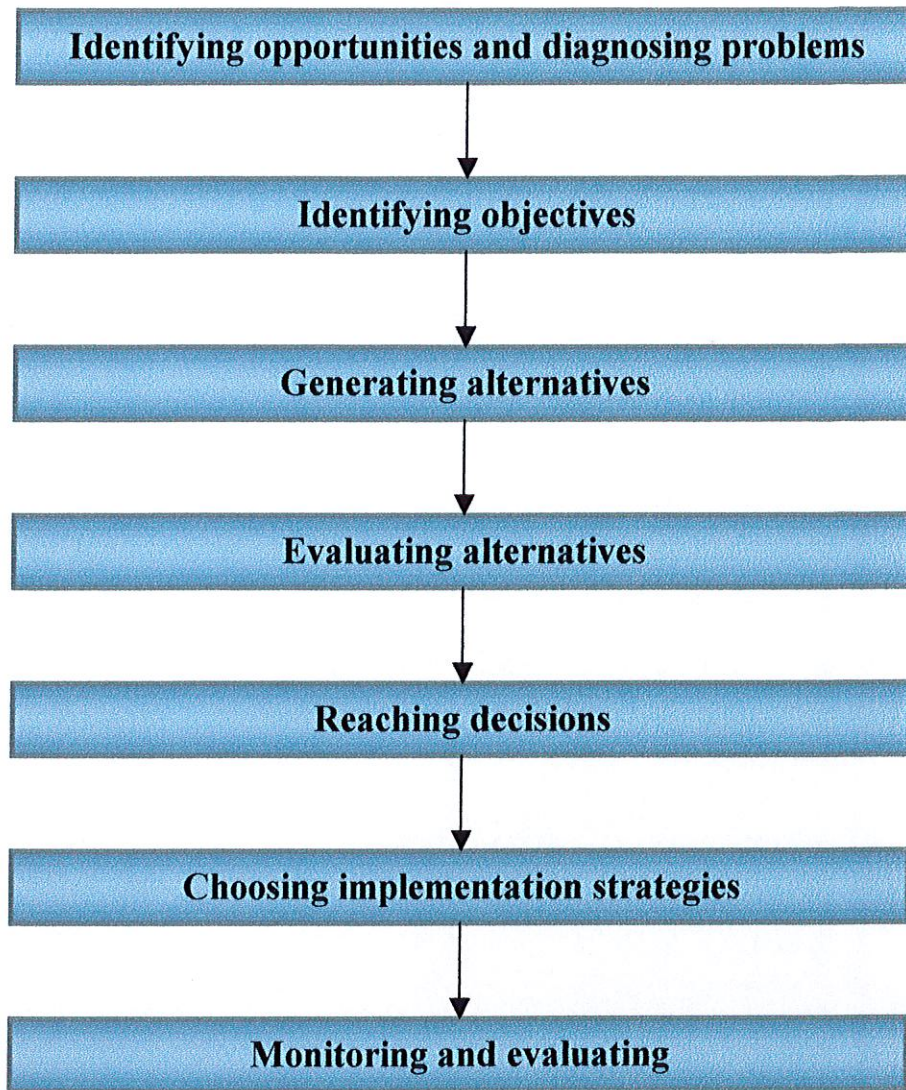 Identifying opportunities and diagnosing problems
Identifying objectives
Generating alternatives
Evaluating alternatives
Reaching decisions
Choosing implementation strategies
Monitoring and evaluating